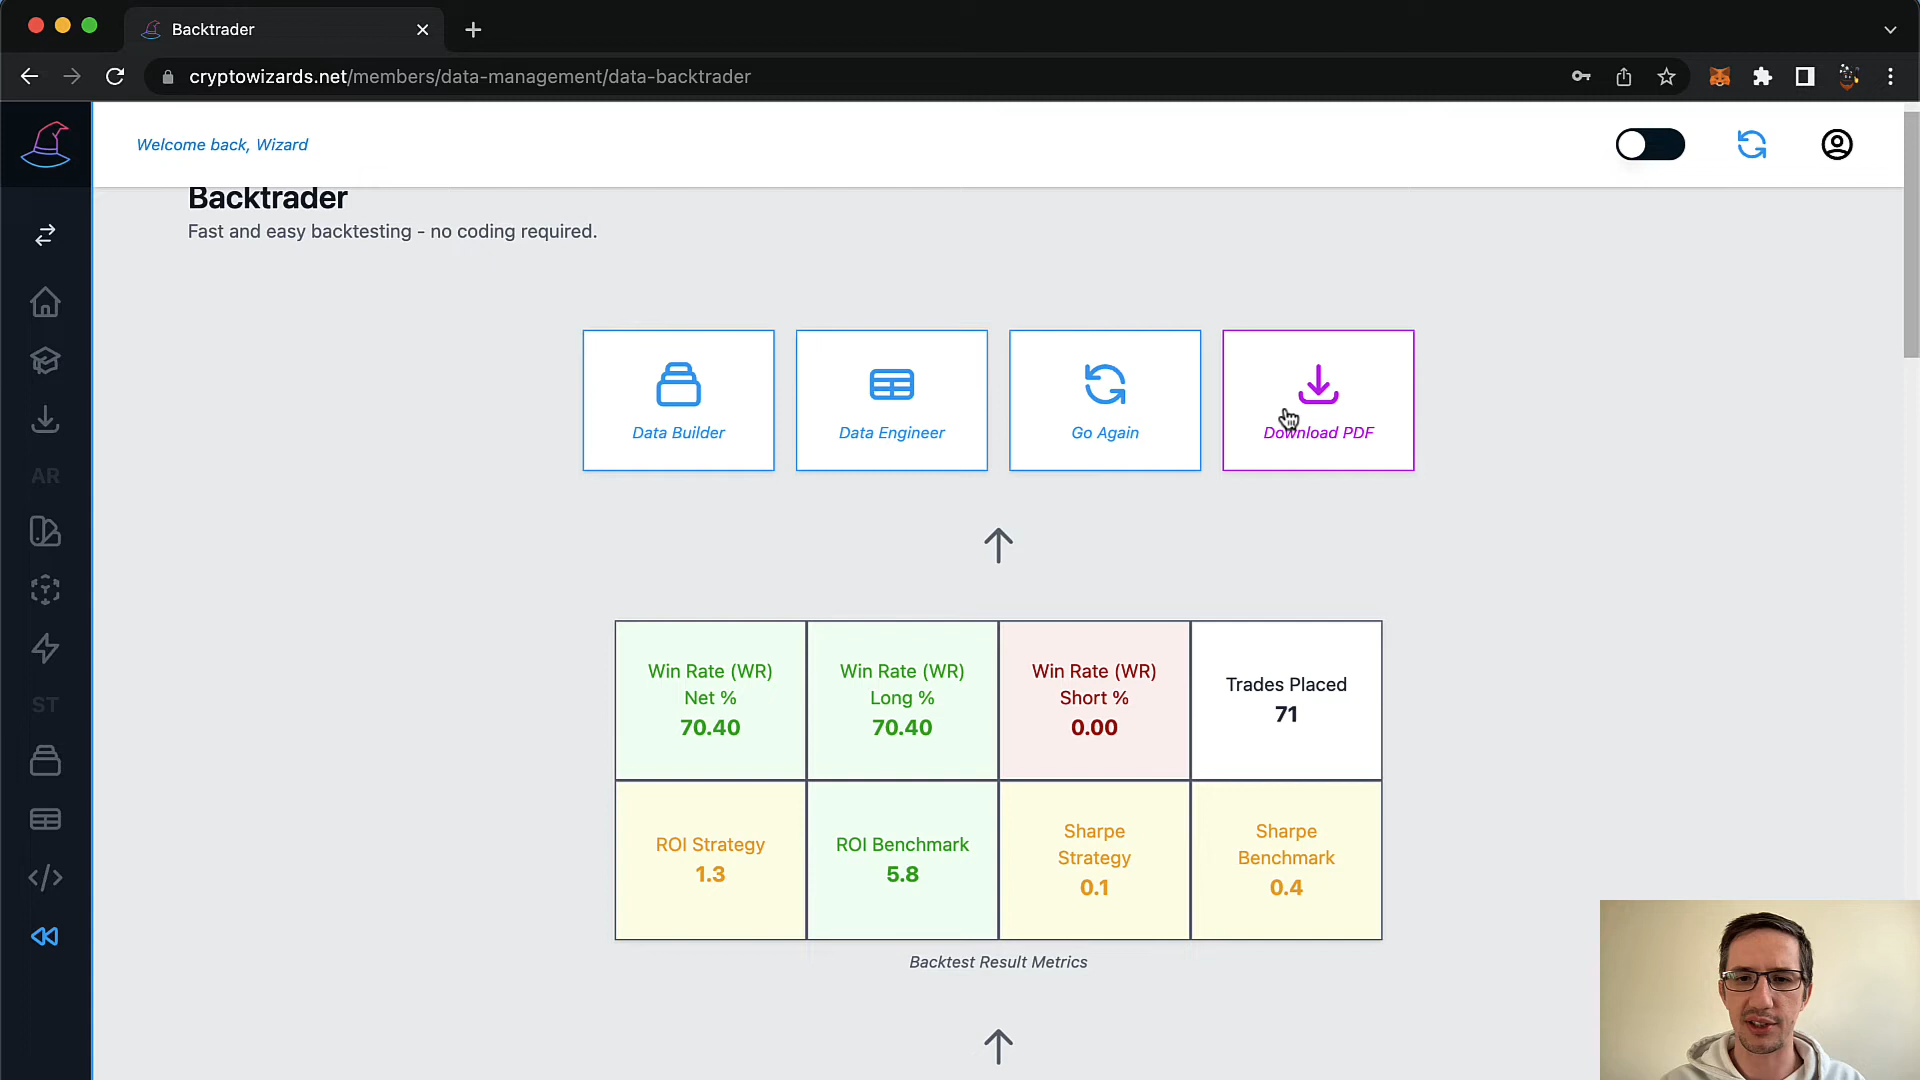 Backtrader
cryptowizards.net/members/data-management/data-backtrader
Welcome back, Wizard
Backtrader
Fast and easy backtesting - no coding required.
Data Builder
Data Engineer
Go Again
Download PDF
AR
ST
Win Rate (WR)
Net %
70.40
Win Rate (WR)
Long %
70.40
Win Rate (WR)
Short %
0.00
Trades Placed
71
ROI Strategy
1.3
ROI Benchmark
5.8
Sharpe
Strategy
0.1
Sharpe
Benchmark
0.4
Backtest Result Metrics